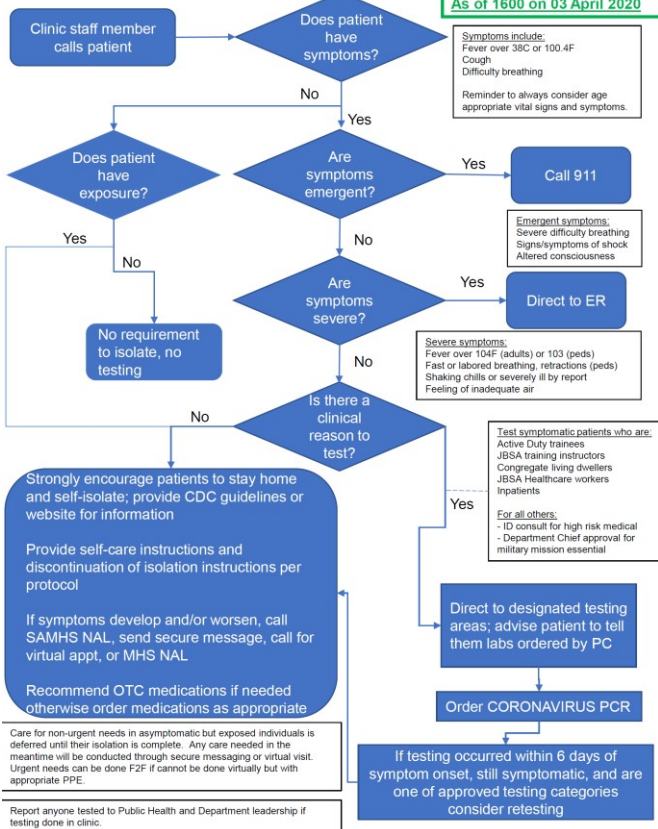 As of 1600 on 03 April 2020
Clinic staff member
calls patient
Does patient
have
symptoms?
Symptoms include:
Fever over 38C or 100.4F
Cough
Difficulty breathing
Reminder to always consider age
appropriate vital signs and symptoms.
No
Yes
Does patient
have
exposure?
Are
symptoms
emergent?
Yes
Call 911
Emergent symptoms:
Severe difficulty breathing
Signs/symptoms of shock
Altered consciousness
Yes
No
No
Are
symptoms
severe?
Yes
Direct to ER
No requirement
to isolate, no
testing
Severe symptoms:
Fever over 104F (adults) or 103 (peds)
Fast or labored breathing, retractions (peds)
Shaking chills or severely ill by report
Feeling of inadequate air
No
Is there a
clinical
reason to
test?
No
Yes
Test symptomatic patients who are:
Active Duty trainees
JBSA training instructors
Congregate living dwellers
JBSA Healthcare workers
Inpatients
For all others:
- ID consult for high risk medical
- Department Chief approval for
military mission essential
Strongly encourage patients to stay home
and self-isolate; provide CDC guidelines or
website for information
Provide self-care instructions and
discontinuation of isolation instructions per
protocol
If symptoms develop and/or worsen, call
SAMHS NAL, send secure message, call for
virtual appt, or MHS NAL
Recommend OTC medications if needed
otherwise order medications as appropriate
Direct to designated testing
areas; advise patient to tell
them labs ordered by PC
Order CORONAVIRUS PCR
If testing occurred within 6 days of
symptom onset, still symptomatic, and are
one of approved testing categories
consider retesting
Care for non-urgent needs in asymptomatic but exposed individuals is
deferred until their isolation is complete. Any care needed in the
meantime will be conducted through secure messaging or virtual visit.
Urgent needs can be done F2F if cannot be done virtually but with
appropriate PPE.
Report anyone tested to Public Health and Department leadership if
testing done in clinic.